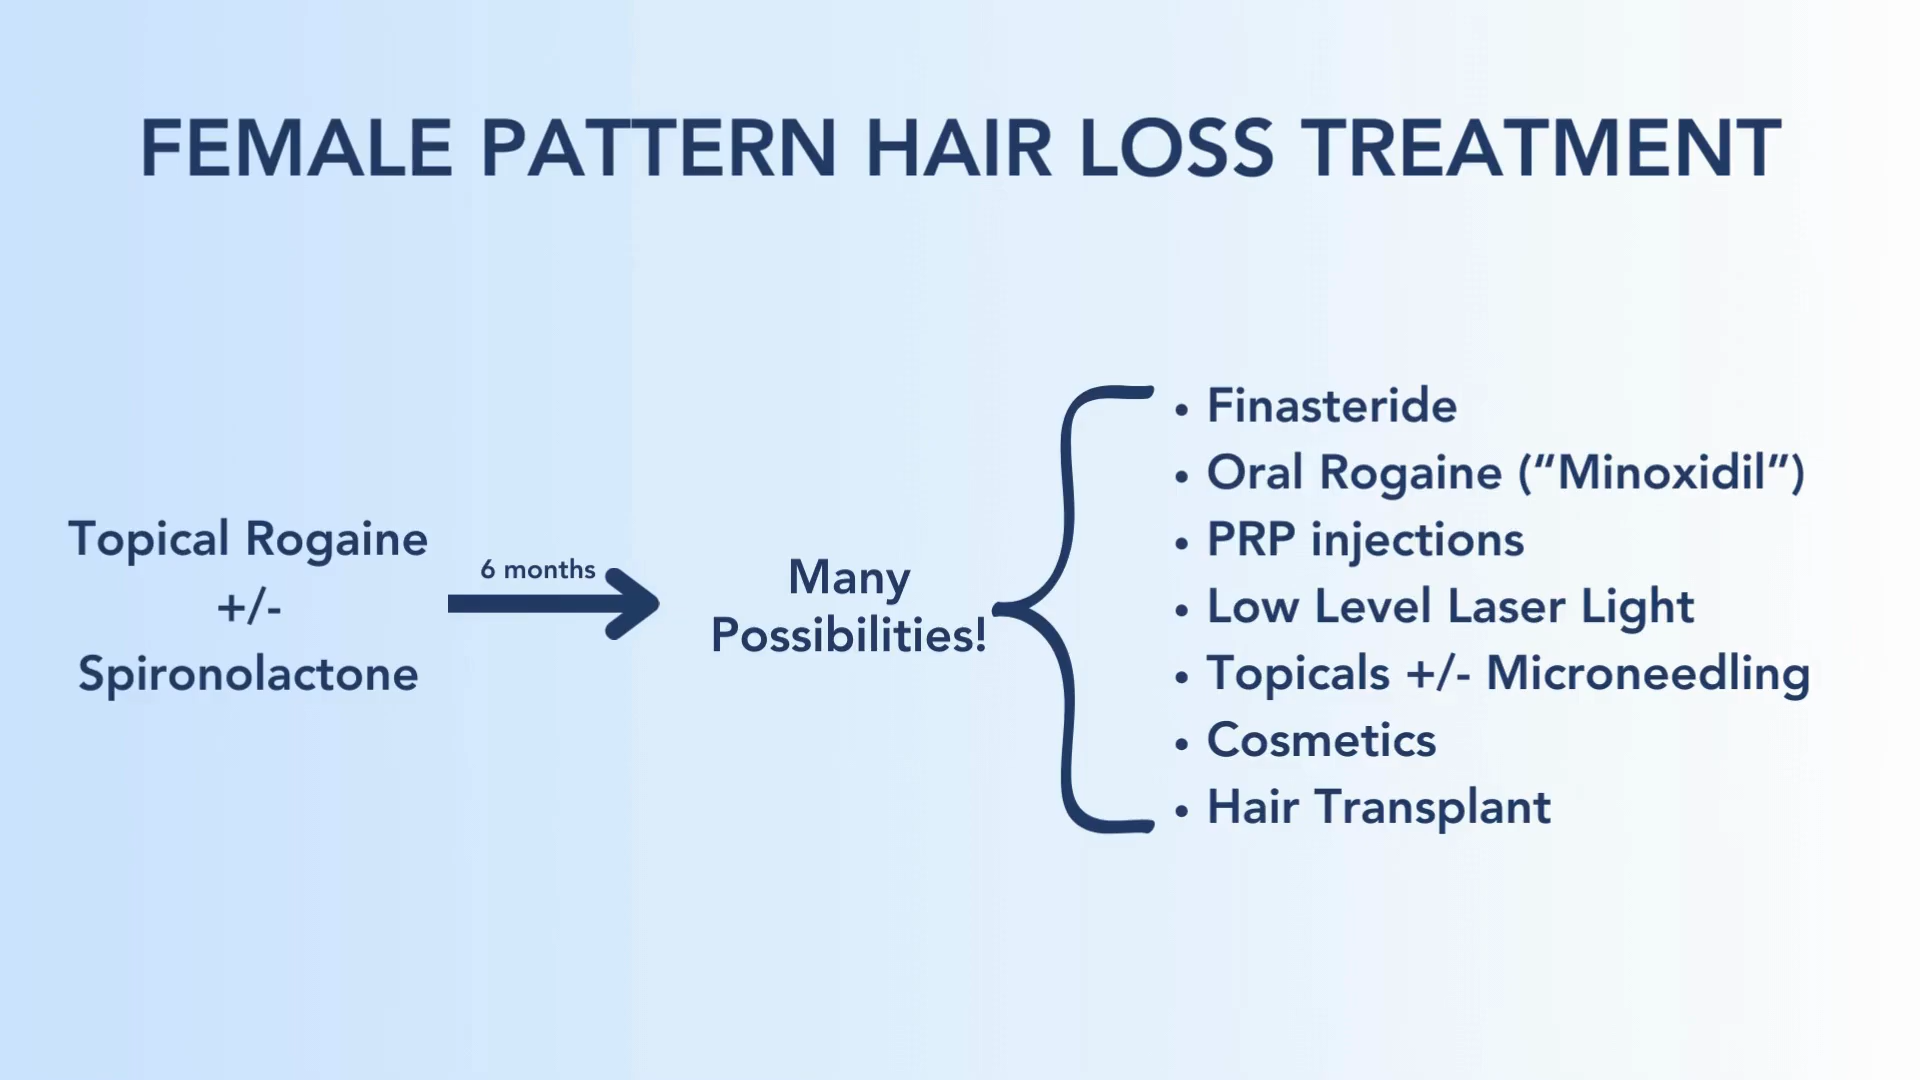 FEMALE PATTERN HAIR LOSS TREATMENT
Topical Rogaine
+/-
Spironolactone
6 months
Many
Possibilities!
• Finasteride
• Oral Rogaine (“Minoxidil”)
• PRP injections
• Low Level Laser Light
• Topicals +/- Microneedling
• Cosmetics
• Hair Transplant